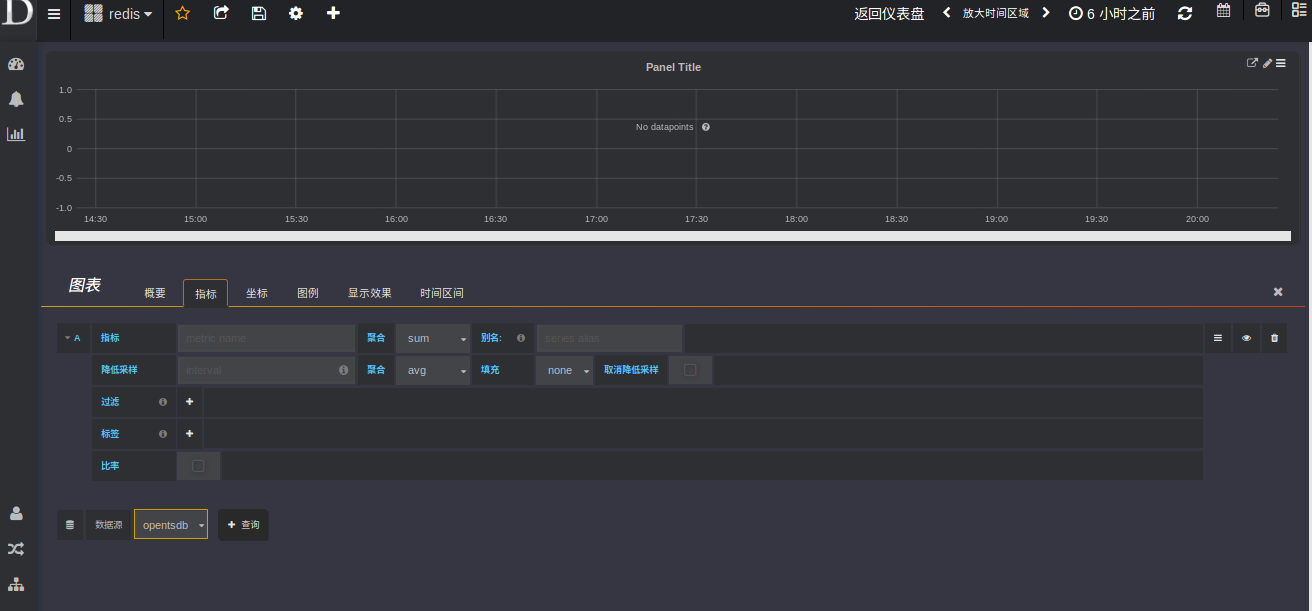 D redis 返回仪表盘 放大时间区域 6 小时之前
Panel Title
1.0
0.5
No datapoints
0
-0.5
-1.0
14:30 15:00 15:30 16:00 16:30 17:00 17:30 18:00 18:30 19:00 19:30 20:00
图表 概要 指标 坐标 图例 显示效果 时间区间
A 指标 metric name 聚合 sum 别名: series alias
降低采样 interval 聚合 avg 填充 none 取消降低采样
过滤
标签
比率
数据源 opentsdb 查询